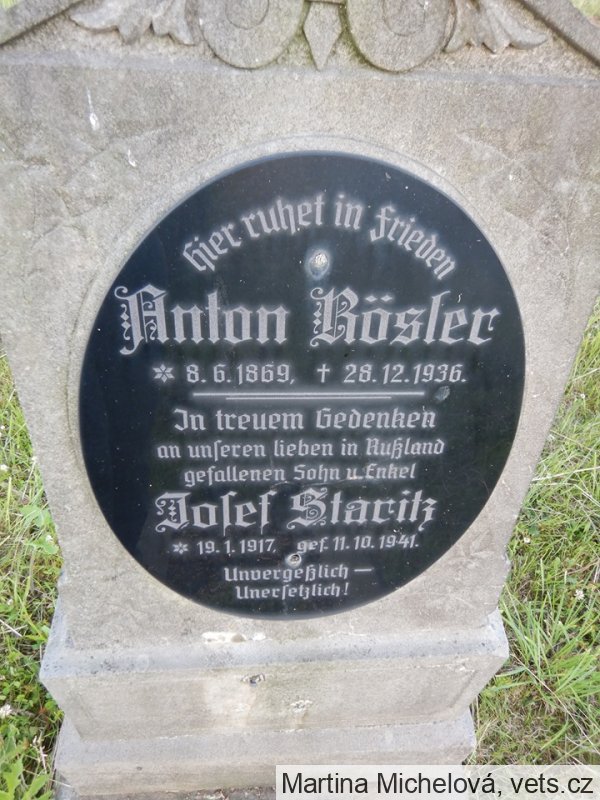 Hier ruhet in Frieden
Anton Rösler
* 8. 6. 1869, † 28. 12. 1936.
In treuem Gedenken
an unseren lieben in Rußland
gefallenen Sohn u. Enkel
Josef Staritz
* 19. 1. 1917, gef. 11. 10. 1941.
Unvergeßlich –
Unersetzlich!
Martina Michelová, vets.cz